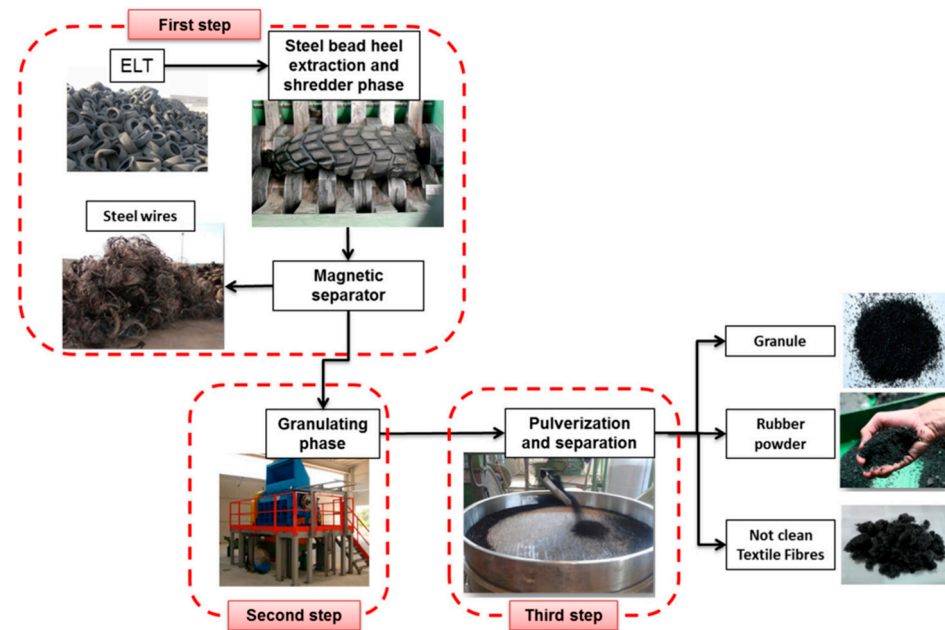 First step
ELT
Steel bead heel
extraction and
shredder phase
Steel wires
Magnetic
separator
Granulating
phase
Second step
Pulverization
and separation
Third step
Granule
Rubber
powder
Not clean
Textile Fibres